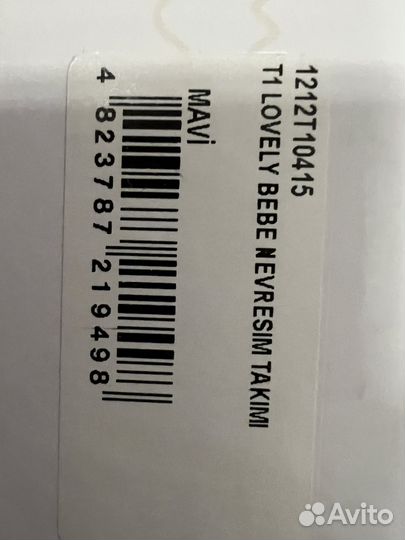 1212T10415
T1 LOVELY BEBE NEVRESIM TAKIMI
MAVİ
4 823787 219498
Avito